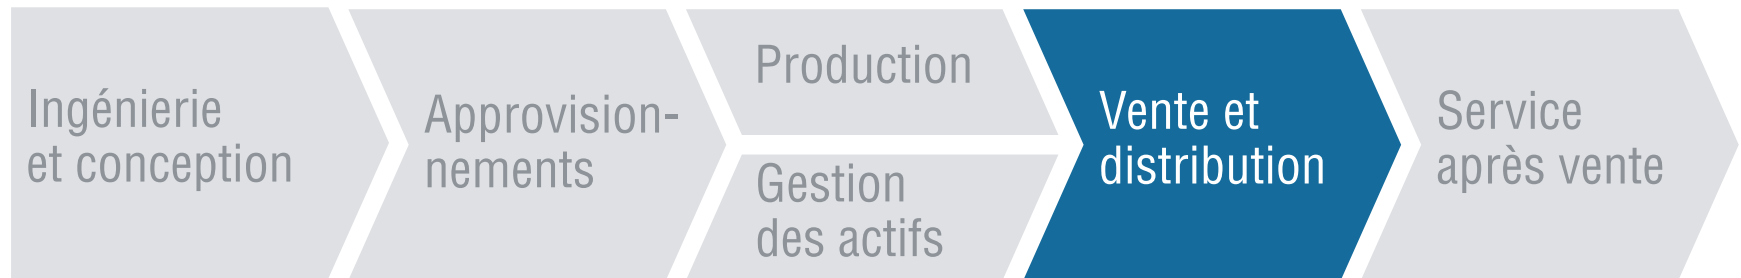 Ingénierie
et conception
Approvision-
nements
Production
Gestion
des actifs
Vente et
distribution
Service
après vente